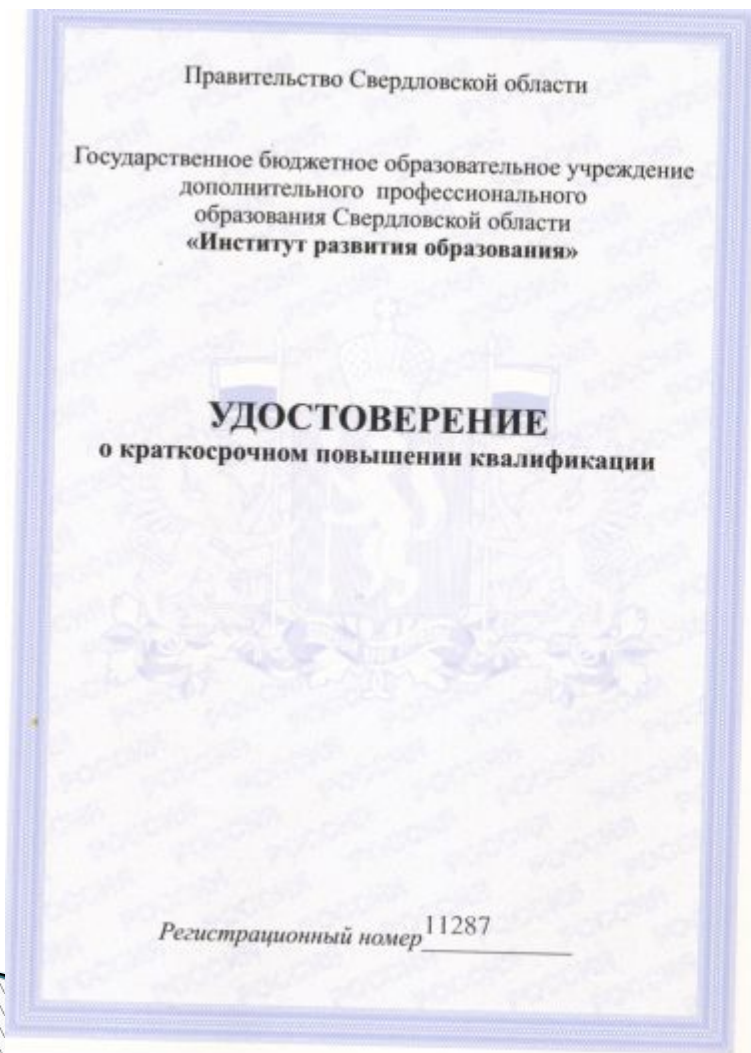 Правительство Свердловской области
Государственное бюджетное образовательное учреждение
дополнительного профессионального
образования Свердловской области
«Институт развития образования»
УДОСТОВЕРЕНИЕ
о краткосрочном повышении квалификации
Регистрационный номер 11287